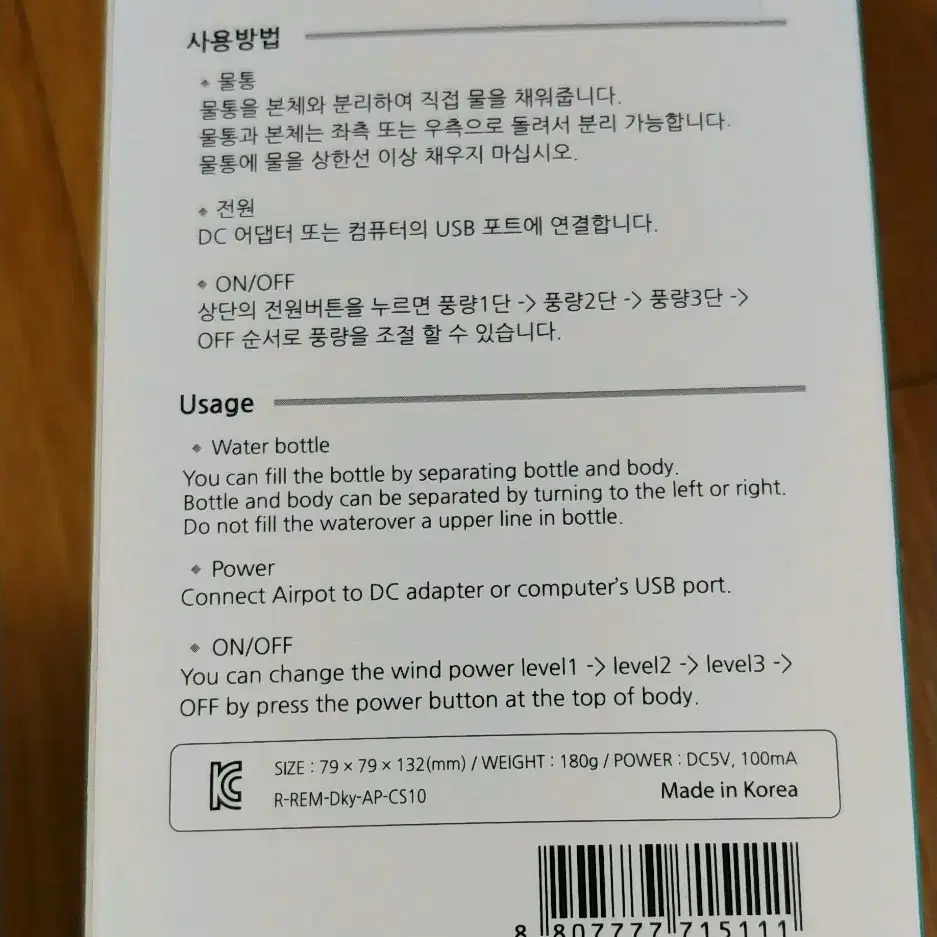 사용방법
◆ 물통
물통을 본체와 분리하여 직접 물을 채워줍니다.
물통과 본체는 좌측 또는 우측으로 돌려서 분리 가능합니다.
물통에 물을 상한선 이상 채우지 마십시오.
◆ 전원
DC 어댑터 또는 컴퓨터의 USB 포트에 연결합니다.
◆ ON/OFF
상단의 전원버튼을 누르면 풍량1단 -> 풍량2단 -> 풍량3단 ->
OFF 순서로 풍량을 조절 할 수 있습니다.
Usage
◆ Water bottle
You can fill the bottle by separating bottle and body.
Bottle and body can be separated by turning to the left or right.
Do not fill the waterover a upper line in bottle.
◆ Power
Connect Airpot to DC adapter or computer's USB port.
◆ ON/OFF
You can change the wind power level1 -> level2 -> level3 ->
OFF by press the power button at the top of body.
SIZE : 79 × 79 × 132(mm) / WEIGHT : 180g / POWER : DC5V, 100mA
R-REM-Dky-AP-CS10 Made in Korea
8 807777 715111